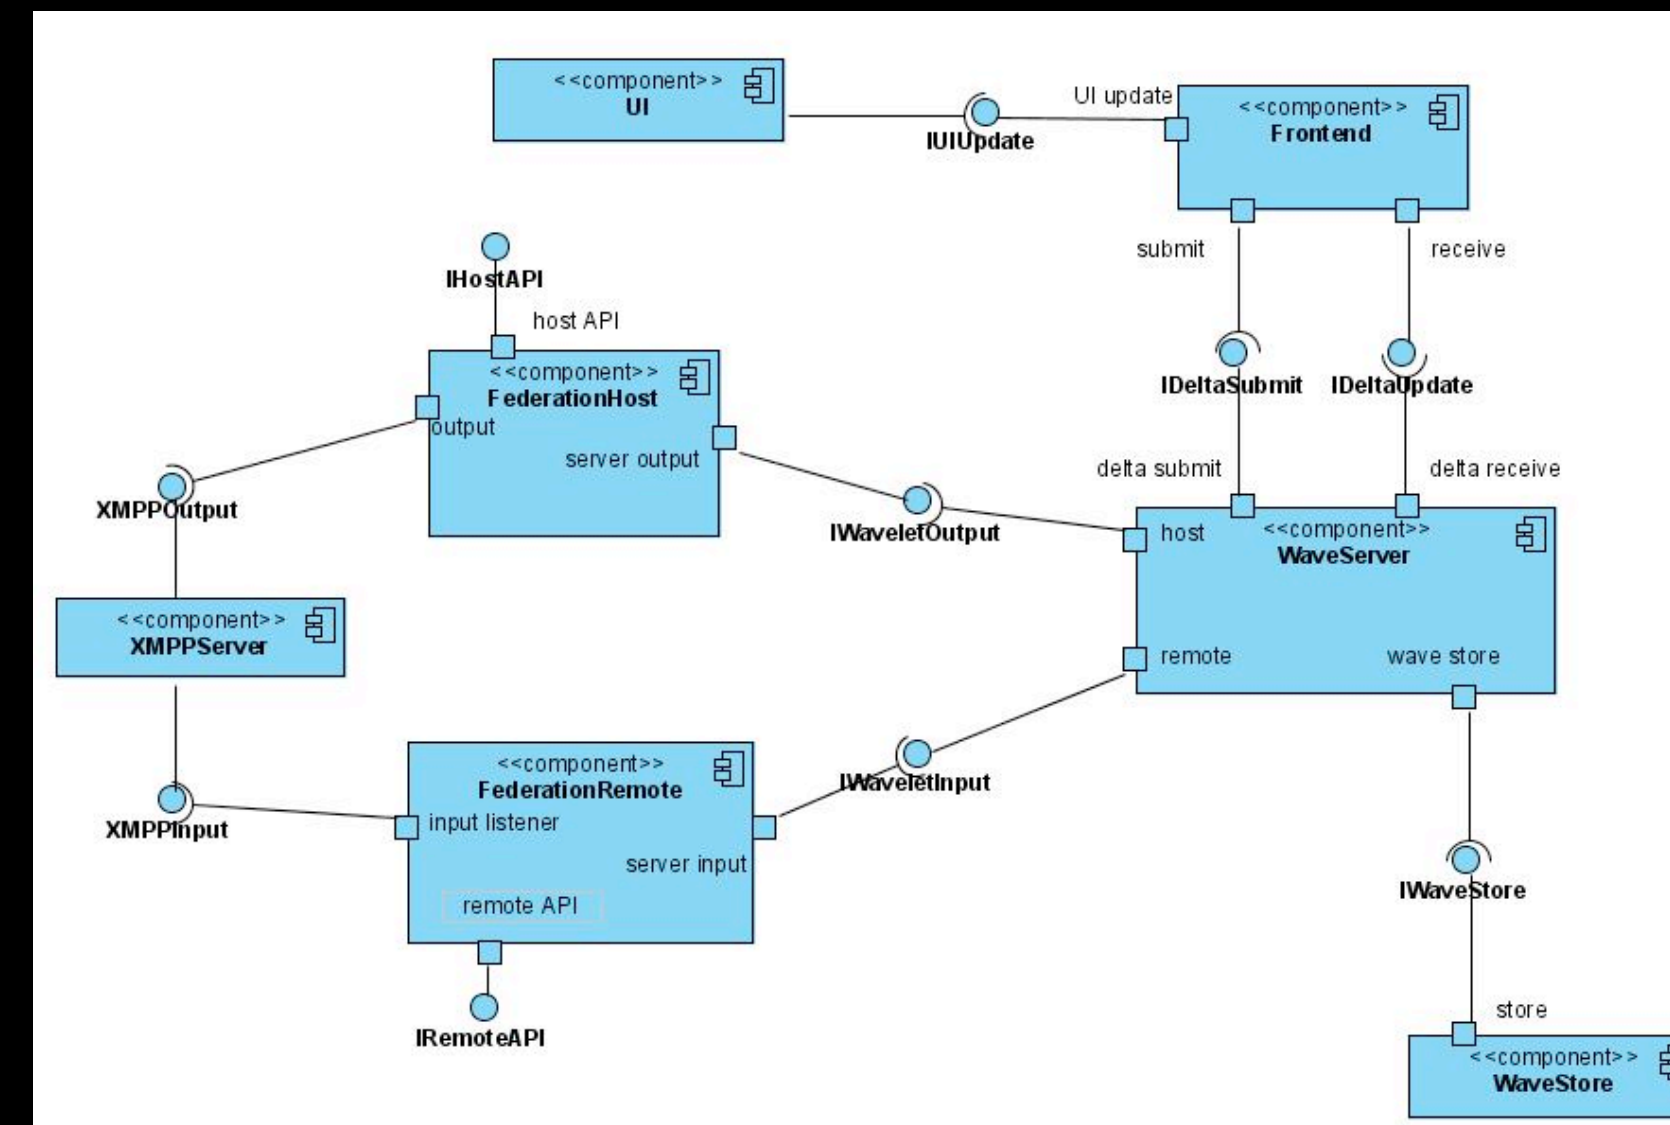 <<component>>
UI
IUIUpdate
UI update
<<component>>
Frontend
submit
receive
IHostAPI
host API
<<component>>
FederationHost
output
server output
IDeltaSubmit
IDeltaUpdate
XMPPOutput
IWaveletOutput
delta submit
delta receive
host
<<component>>
WaveServer
remote
wave store
<<component>>
XMPPServer
<<component>>
FederationRemote
input listener
server input
remote API
XMPPInput
IWaveletInput
IWaveStore
IRemoteAPI
store
<<component>>
WaveStore